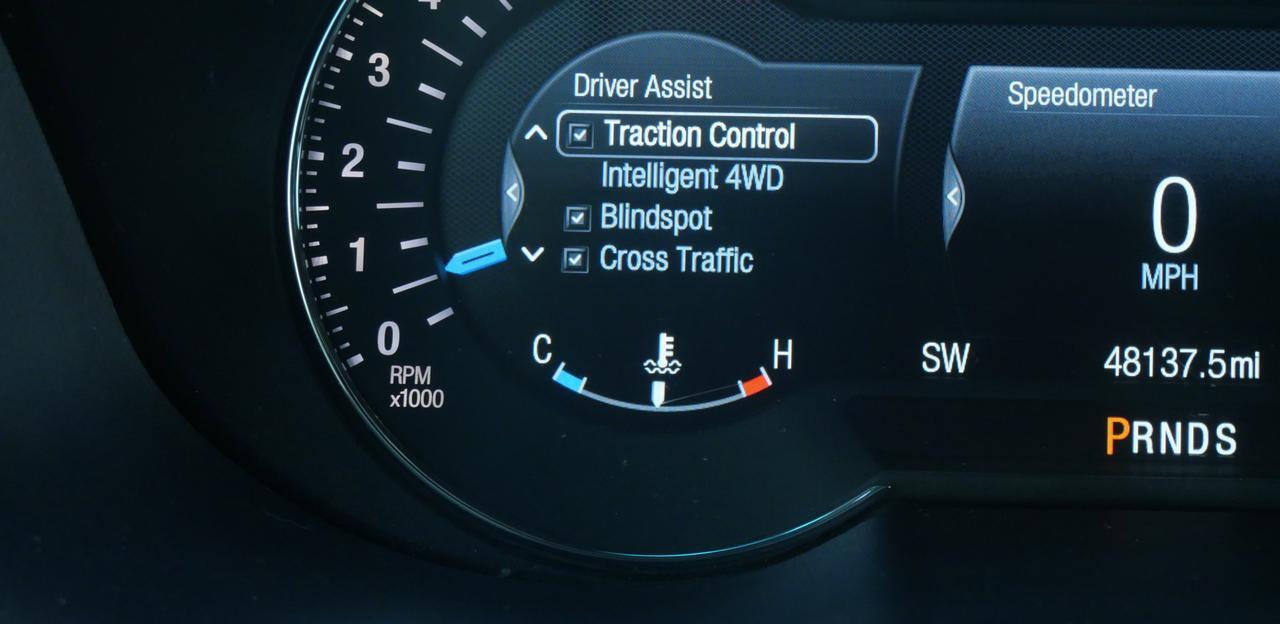 4
3
2
1
0
RPM
x1000
Driver Assist
Traction Control
Intelligent 4WD
Blindspot
Cross Traffic
C
H
Speedometer
0
MPH
SW
48137.5mi
PRNDS